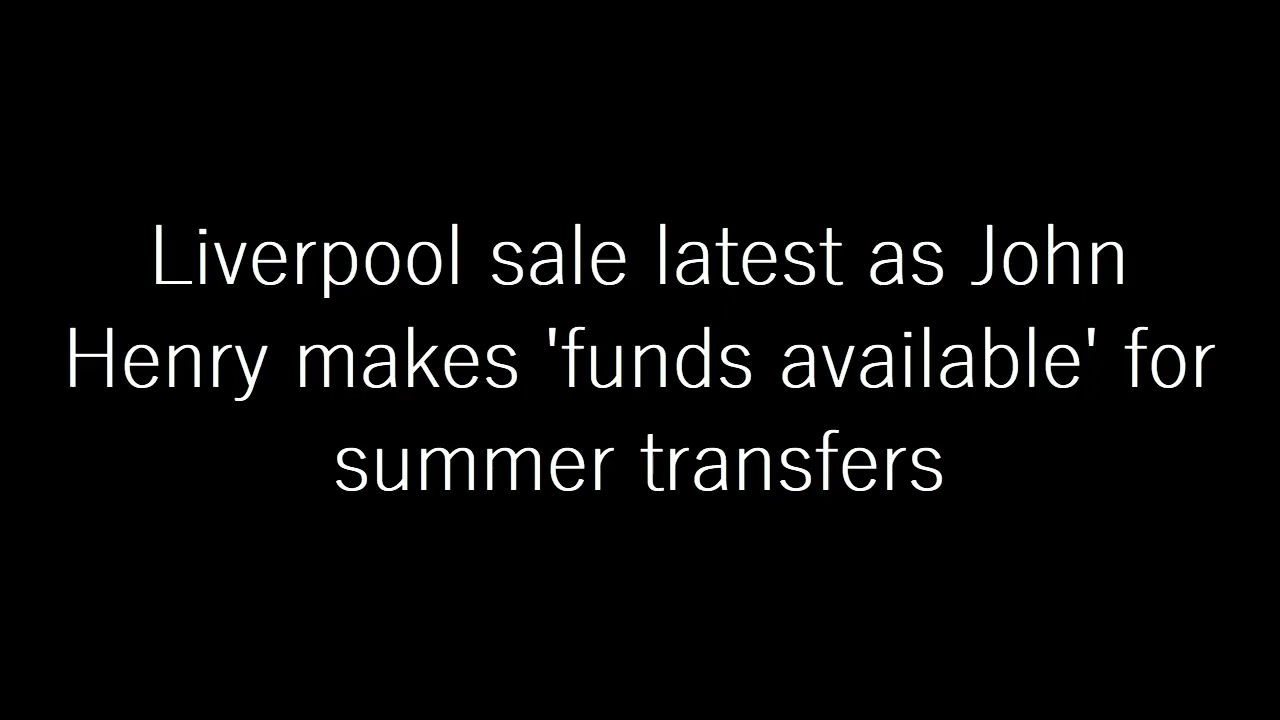 Liverpool sale latest as John
Henry makes 'funds available' for
summer transfers